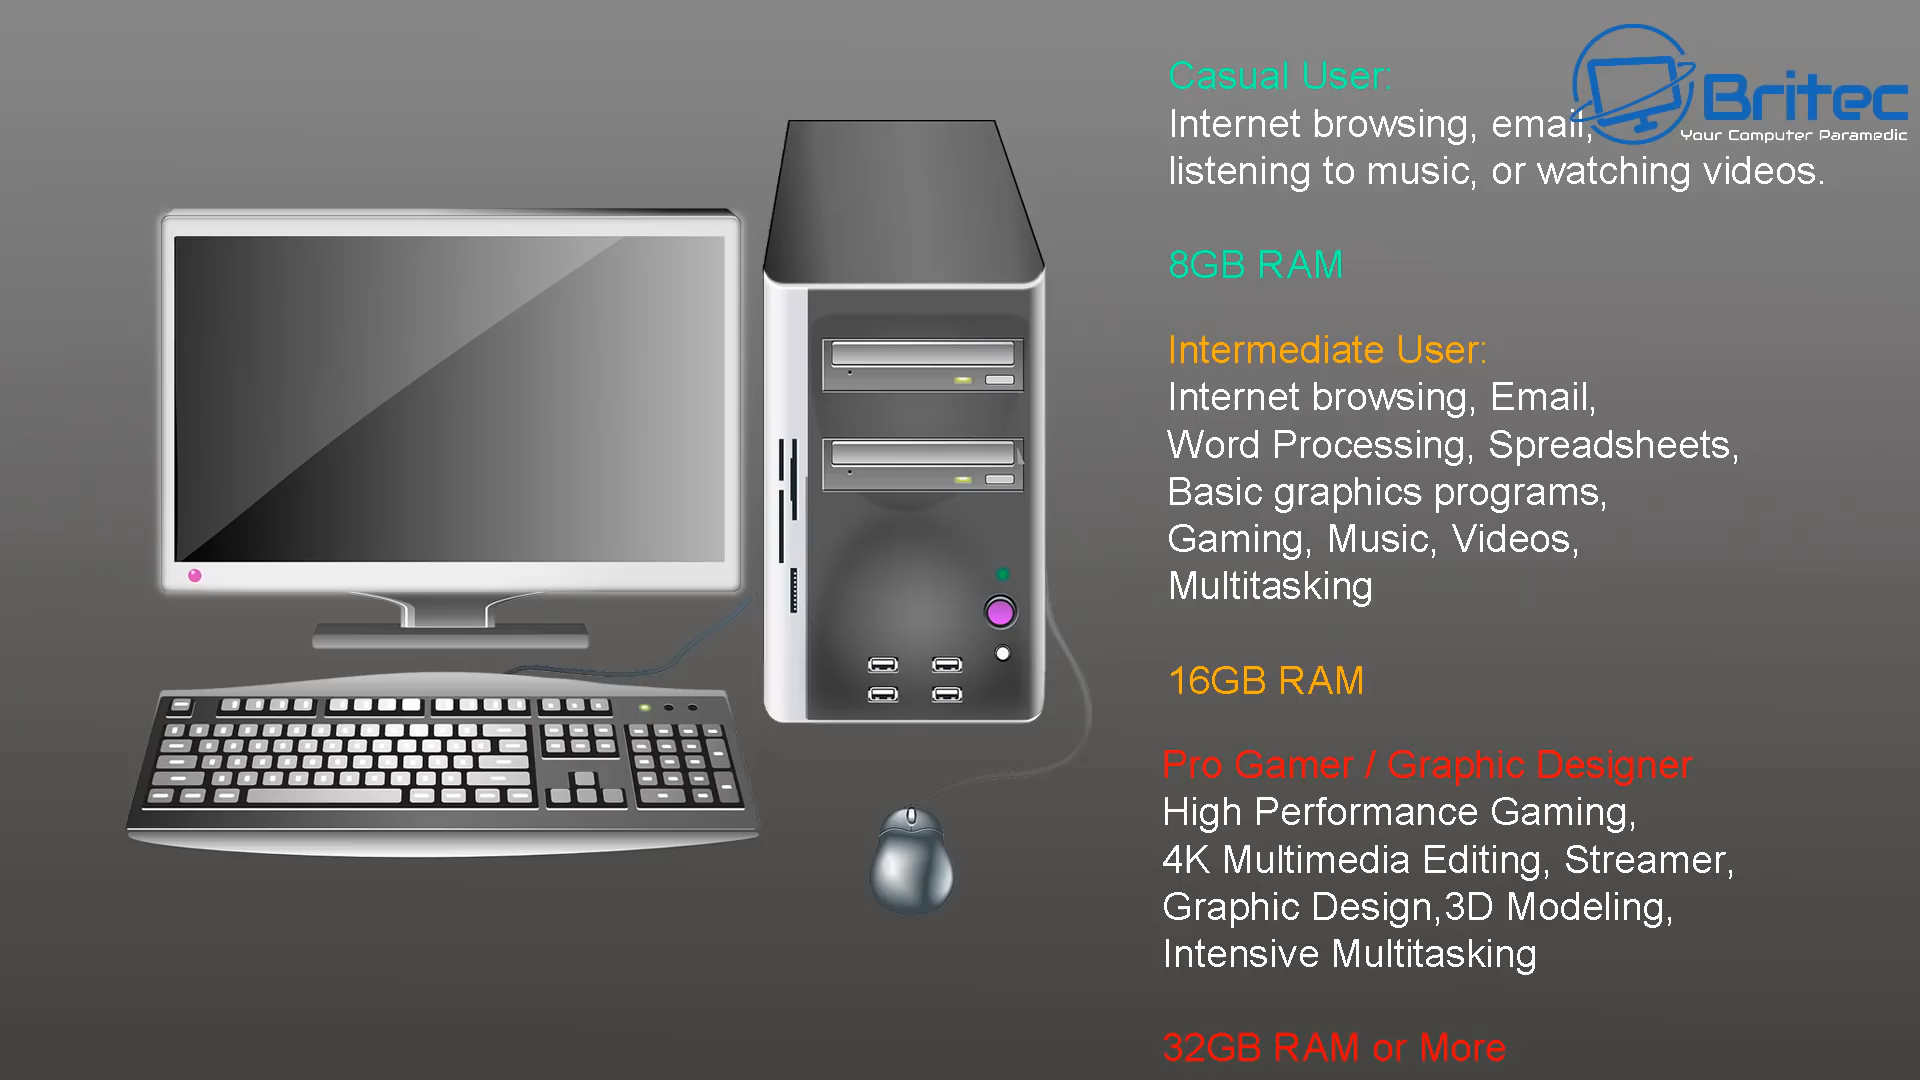 Casual User:
Internet browsing, email,
listening to music, or watching videos.
Britec
Your Computer Paramedic
8GB RAM
Intermediate User:
Internet browsing, Email,
Word Processing, Spreadsheets,
Basic graphics programs,
Gaming, Music, Videos,
Multitasking
16GB RAM
Pro Gamer / Graphic Designer
High Performance Gaming,
4K Multimedia Editing, Streamer,
Graphic Design,3D Modeling,
Intensive Multitasking
32GB RAM or More